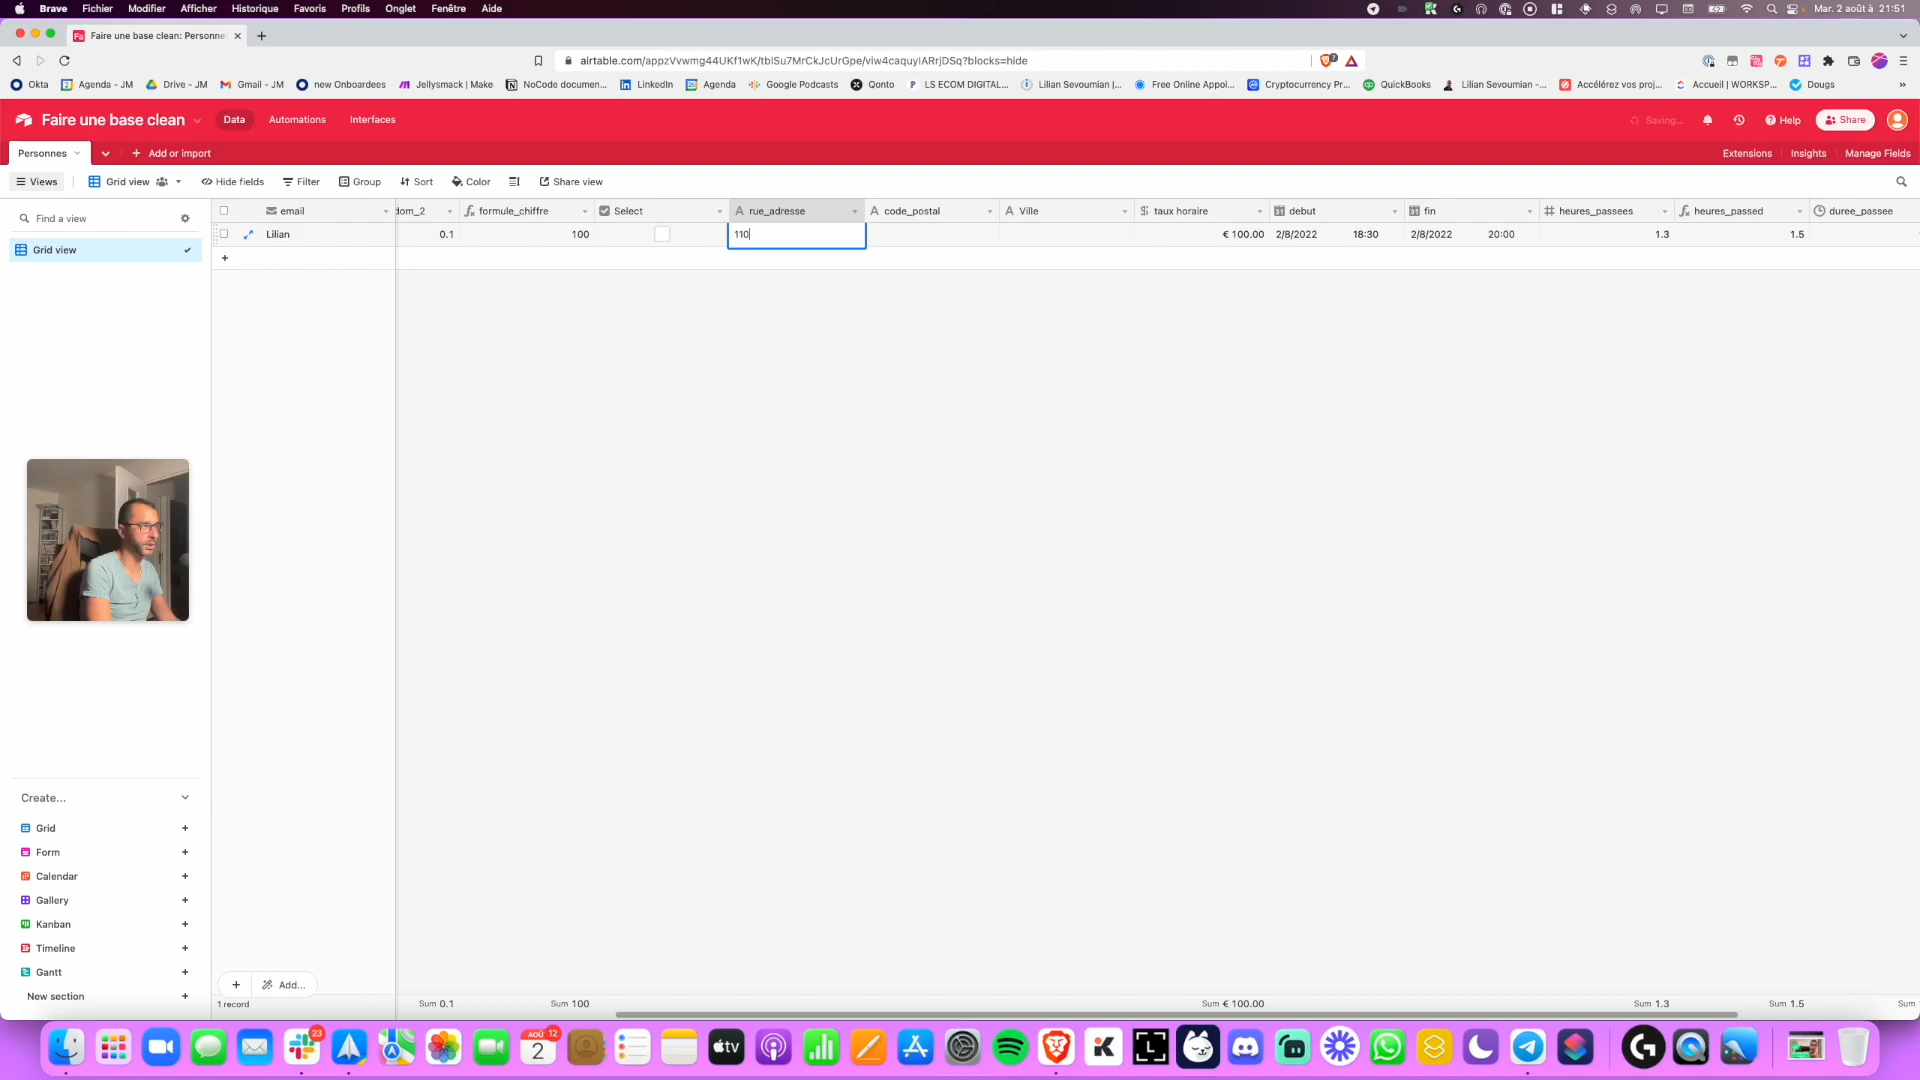 Brave Fichier Modifier Afficher Historique Favoris Profils Onglet Fenêtre Aide Mar. 2 août à 21:51
Faire une base clean: Personne
airtable.com/appzVvwmg44UKf1wK/tblSu7MrCkJcUrGpe/viw4caquyIARrjDSq?blocks=hide
Okta Agenda - JM Drive - JM Gmail - JM new Onboardees Jellysmack | Make NoCode documen... LinkedIn Agenda Google Podcasts Qonto LS ECOM DIGITAL... Lilian Sevoumian |... Free Online Appoi... Cryptocurrency Pr... QuickBooks Lilian Sevoumian -... Accélérez vos proj... Accueil | WORKSP... Dougs
Faire une base clean Data Automations Interfaces Saving... Help Share
Personnes Add or import Extensions Insights Manage Fields
Views Grid view Hide fields Filter Group Sort Color Share view
Find a view
email dom_2 formule_chiffre Select rue_adresse code_postal Ville taux horaire debut fin heures_passees heures_passed duree_passee
Lilian 0.1 100 110 € 100.00 2/8/2022 18:30 2/8/2022 20:00 1.3 1.5
Grid view
Create...
Grid
Form
Calendar
Gallery
Kanban
Timeline
Gantt
New section
Add...
1 record Sum 0.1 Sum 100 Sum € 100.00 Sum 1.3 Sum 1.5 Sum
23
AOÛ 12
2
tv